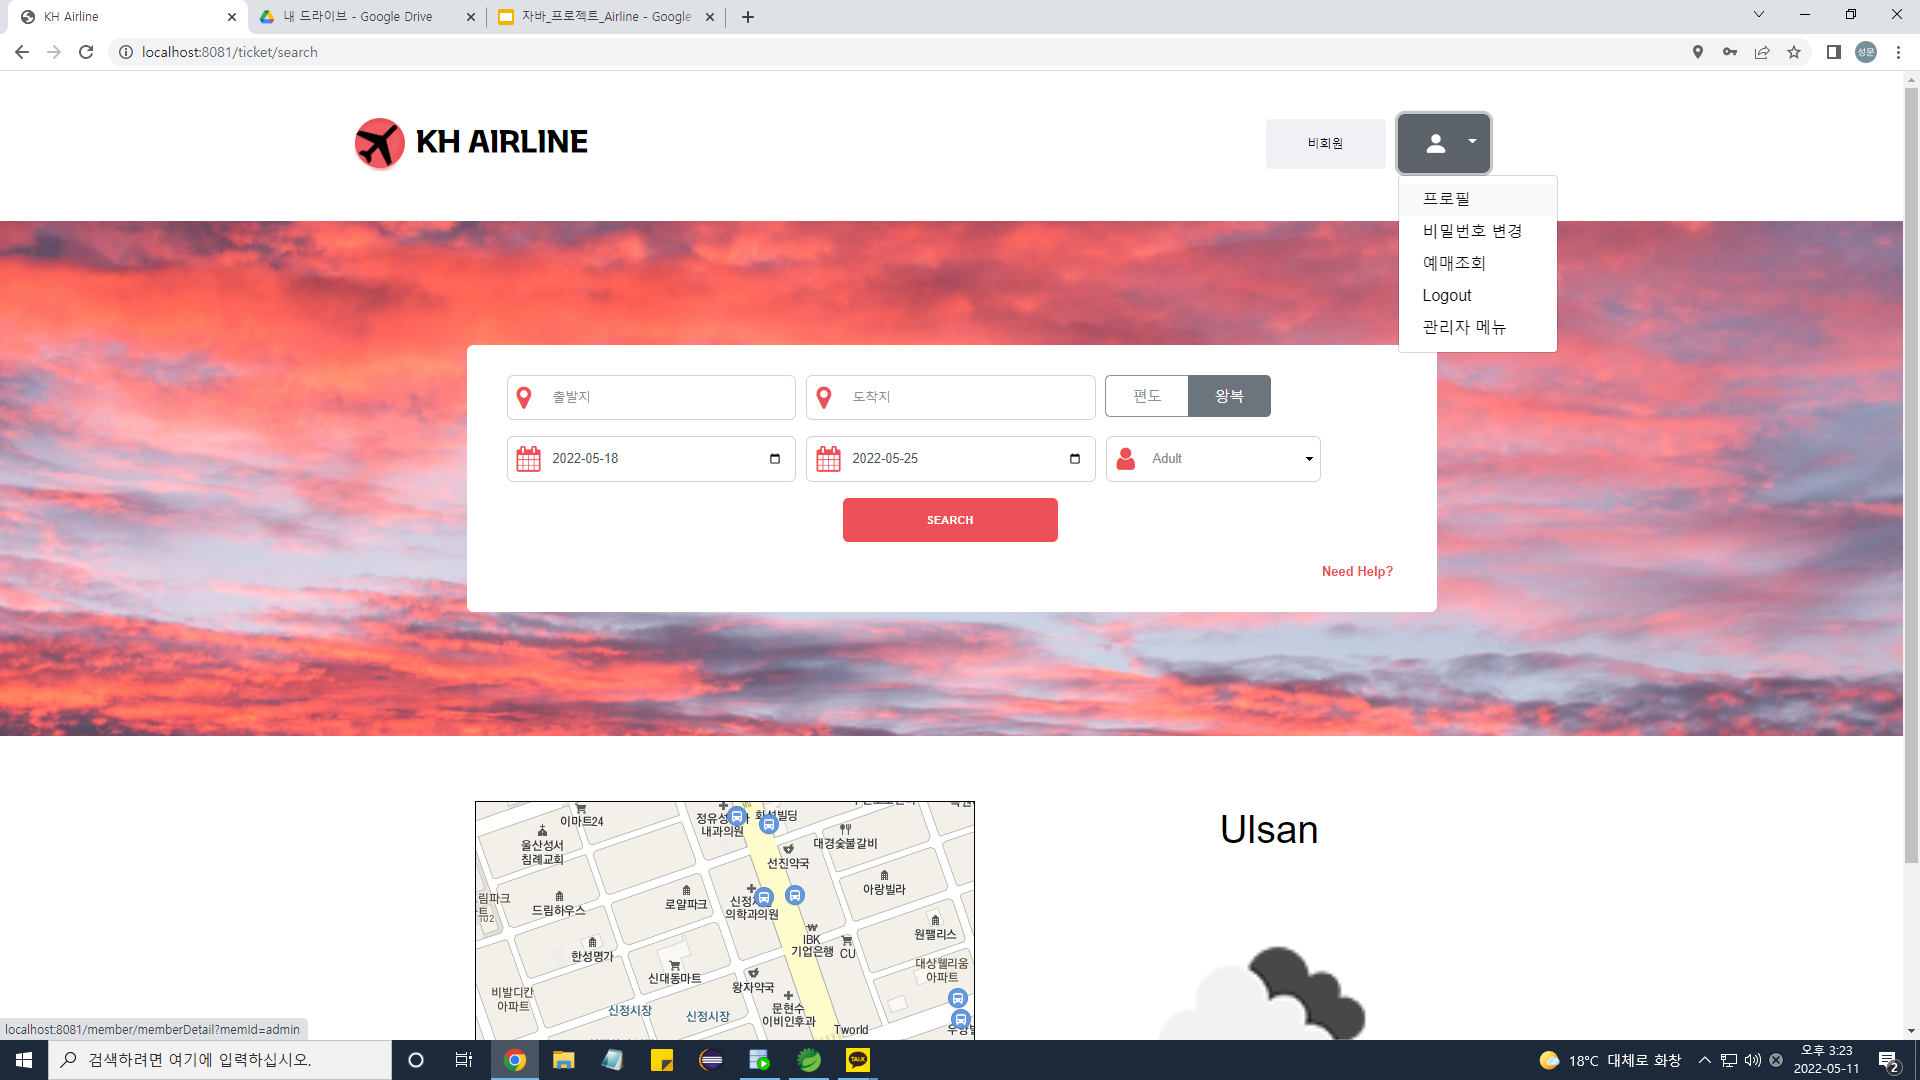 KH Airline
내 드라이브 - Google Drive
자바_프로젝트_Airline - Google
localhost:8081/ticket/search
성문
KH AIRLINE
비회원
프로필
비밀번호 변경
예매조회
Logout
관리자 메뉴
출발지
도착지
편도
왕복
2022-05-18
2022-05-25
Adult
SEARCH
Need Help?
Ulsan
이마트24
울산성서
침례교회
정유성
내과의원
빌딩
대경숯불갈비
선진약국
아랑빌라
드림하우스
로얄파크
신정
의학과의원
IBK
기업은행
CU
원팰리스
한성명가
신대동마트
왕자약국
대상웰리움
아파트
비발디칸
아파트
신정시장
신정시장
문현수
이비인후과
Tworld
localhost:8081/member/memberDetail?memId=admin
검색하려면 여기에 입력하십시오.
TALK
18°C 대체로 화창
오후 3:23
2022-05-11
2